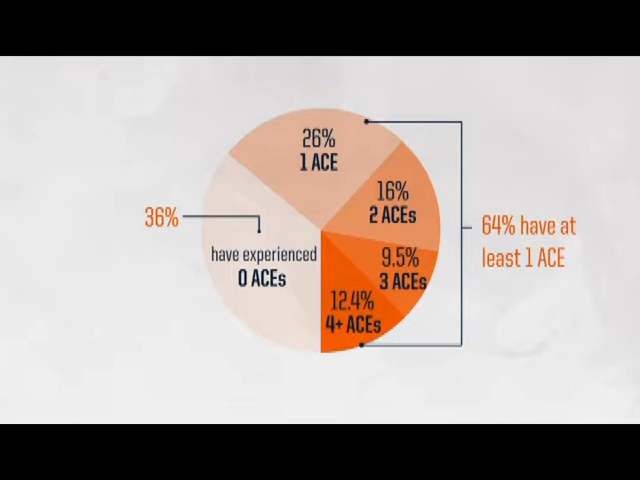 26%
1 ACE
16%
2 ACEs
36%
64% have at
least 1 ACE
have experienced
0 ACEs
9.5%
3 ACEs
12.4%
4+ ACEs